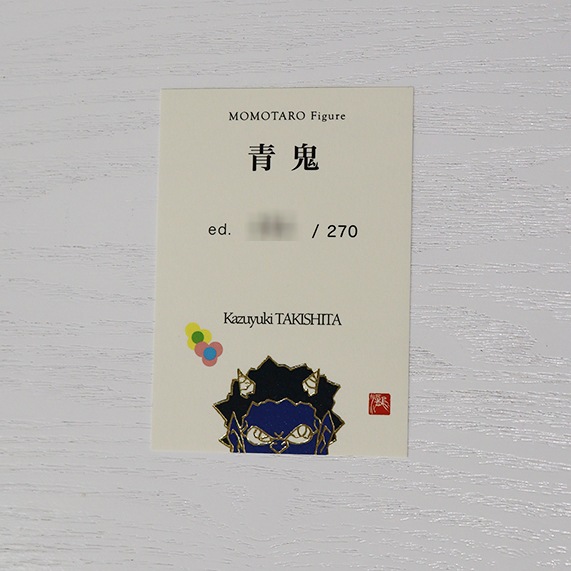 MOMOTARO Figure
青鬼
ed. / 270
Kazuyuki TAKISHITA